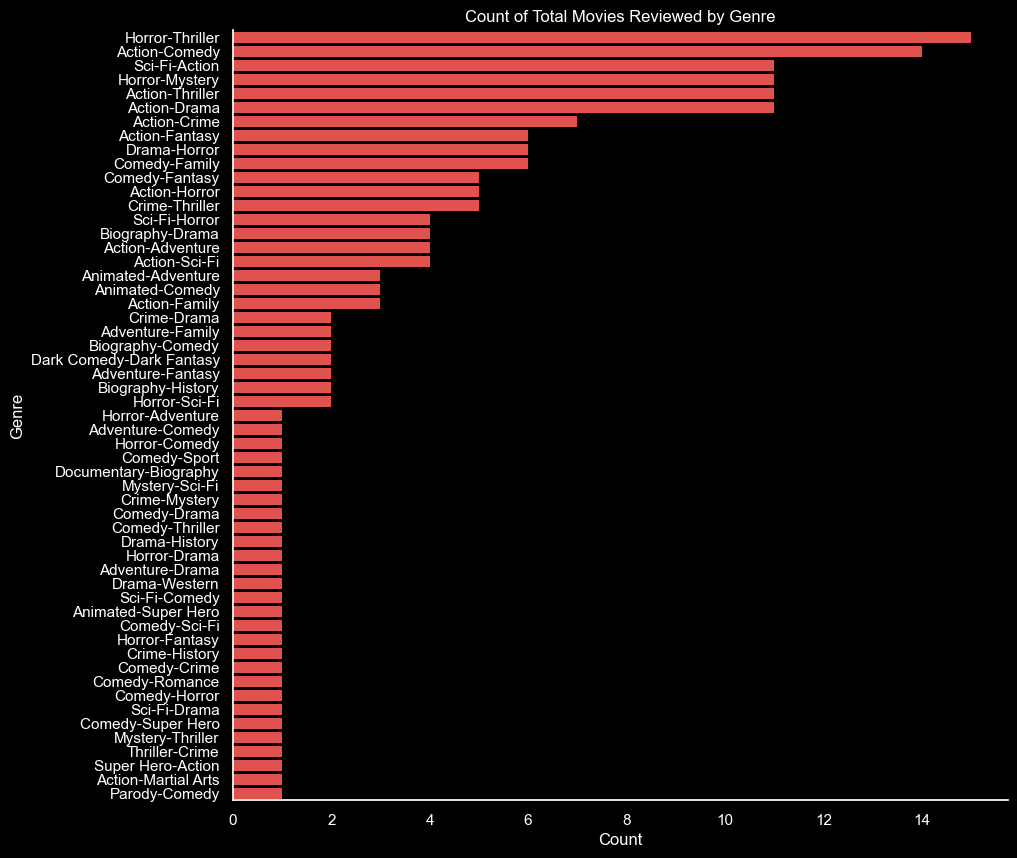 Count of Total Movies Reviewed by Genre
Horror-Thriller
Action-Comedy
Sci-Fi-Action
Horror-Mystery
Action-Thriller
Action-Drama
Action-Crime
Action-Fantasy
Drama-Horror
Comedy-Family
Comedy-Fantasy
Action-Horror
Crime-Thriller
Sci-Fi-Horror
Biography-Drama
Action-Adventure
Action-Sci-Fi
Animated-Adventure
Animated-Comedy
Action-Family
Crime-Drama
Adventure-Family
Biography-Comedy
Dark Comedy-Dark Fantasy
Adventure-Fantasy
Biography-History
Horror-Sci-Fi
Horror-Adventure
Adventure-Comedy
Horror-Comedy
Comedy-Sport
Documentary-Biography
Mystery-Sci-Fi
Crime-Mystery
Comedy-Drama
Comedy-Thriller
Drama-History
Horror-Drama
Adventure-Drama
Drama-Western
Sci-Fi-Comedy
Animated-Super Hero
Comedy-Sci-Fi
Horror-Fantasy
Crime-History
Comedy-Crime
Comedy-Romance
Comedy-Horror
Sci-Fi-Drama
Comedy-Super Hero
Mystery-Thriller
Thriller-Crime
Super Hero-Action
Action-Martial Arts
Parody-Comedy
Genre
0 2 4 6 8 10 12 14
Count